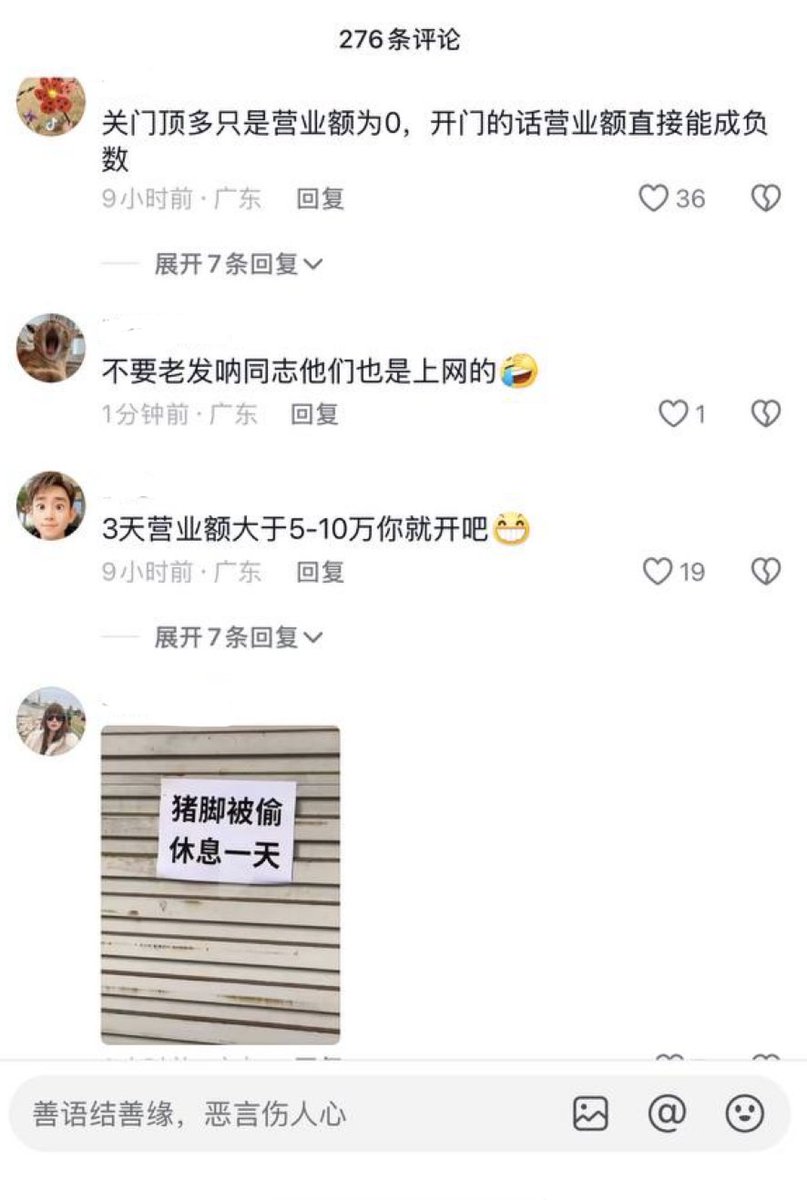 276条评论
关门顶多只是营业额为0，开门的话营业额直接能成负
数
9小时前·广东 回复 36
展开7条回复
不要老发呐同志他们也是上网的
1分钟前·广东 回复 1
3天营业额大于5-10万你就开吧
9小时前·广东 回复 19
展开7条回复
猪脚被偷
休息一天
善语结善缘，恶言伤人心
@